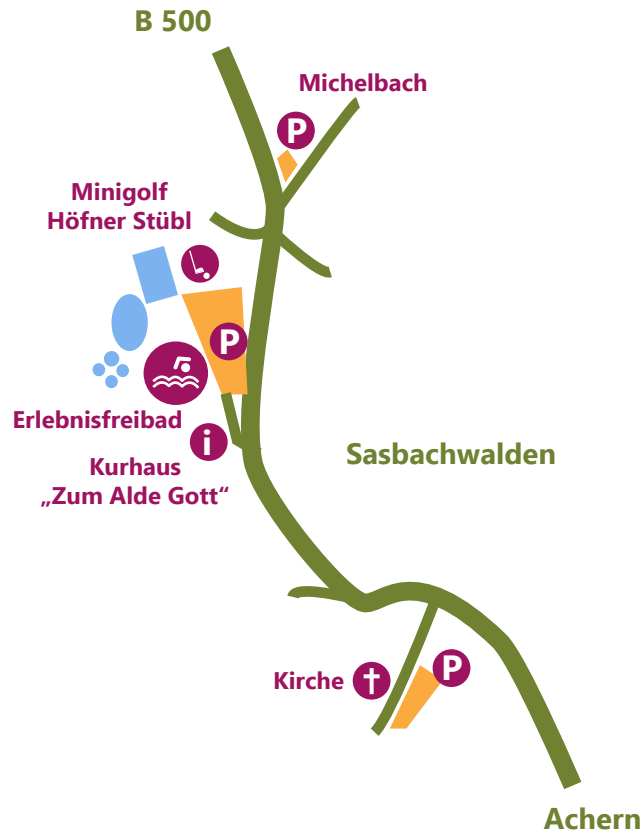 B 500
Michelbach
P
Minigolf
Höfner Stübl
P
Erlebnisfreibad
i
Kurhaus
„Zum Alde Gott“
Sasbachwalden
Kirche
P
Achern